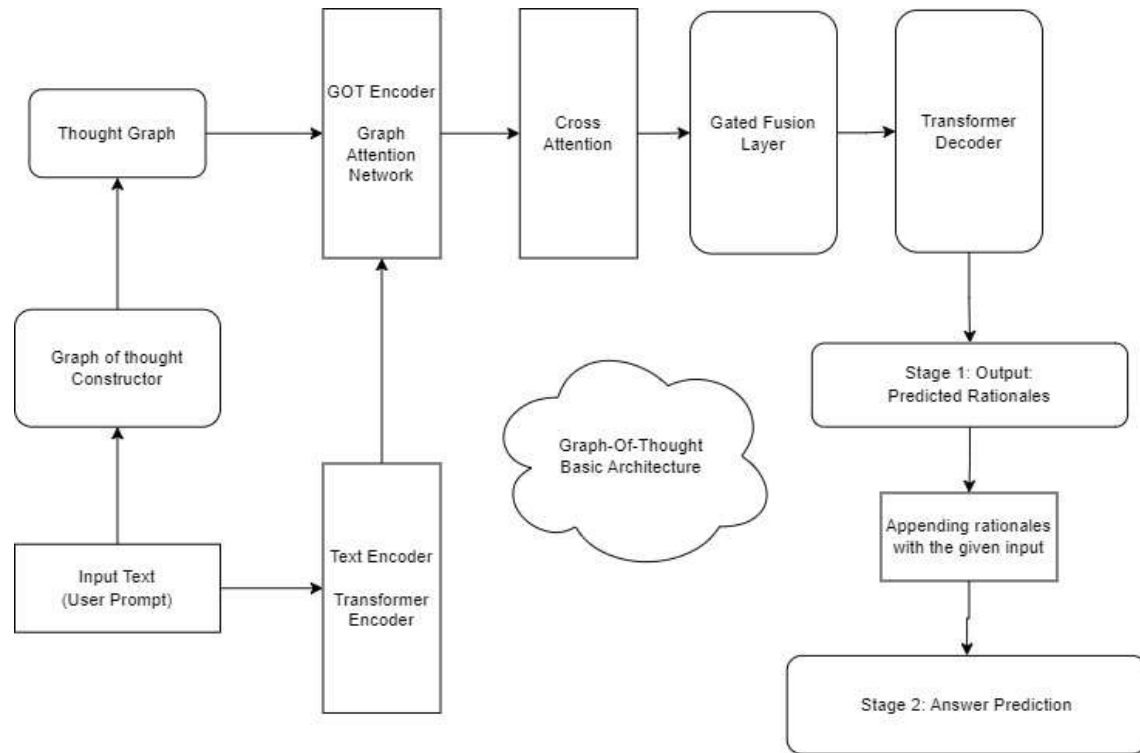 Thought Graph
GOT Encoder
Graph
Attention
Network
Cross
Attention
Gated Fusion
Layer
Transformer
Decoder
Graph of thought
Constructor
Stage 1: Output:
Predicted Rationales
Graph-Of-Thought
Basic Architecture
Input Text
(User Prompt)
Text Encoder
Transformer
Encoder
Appending rationales
with the given input
Stage 2: Answer Prediction